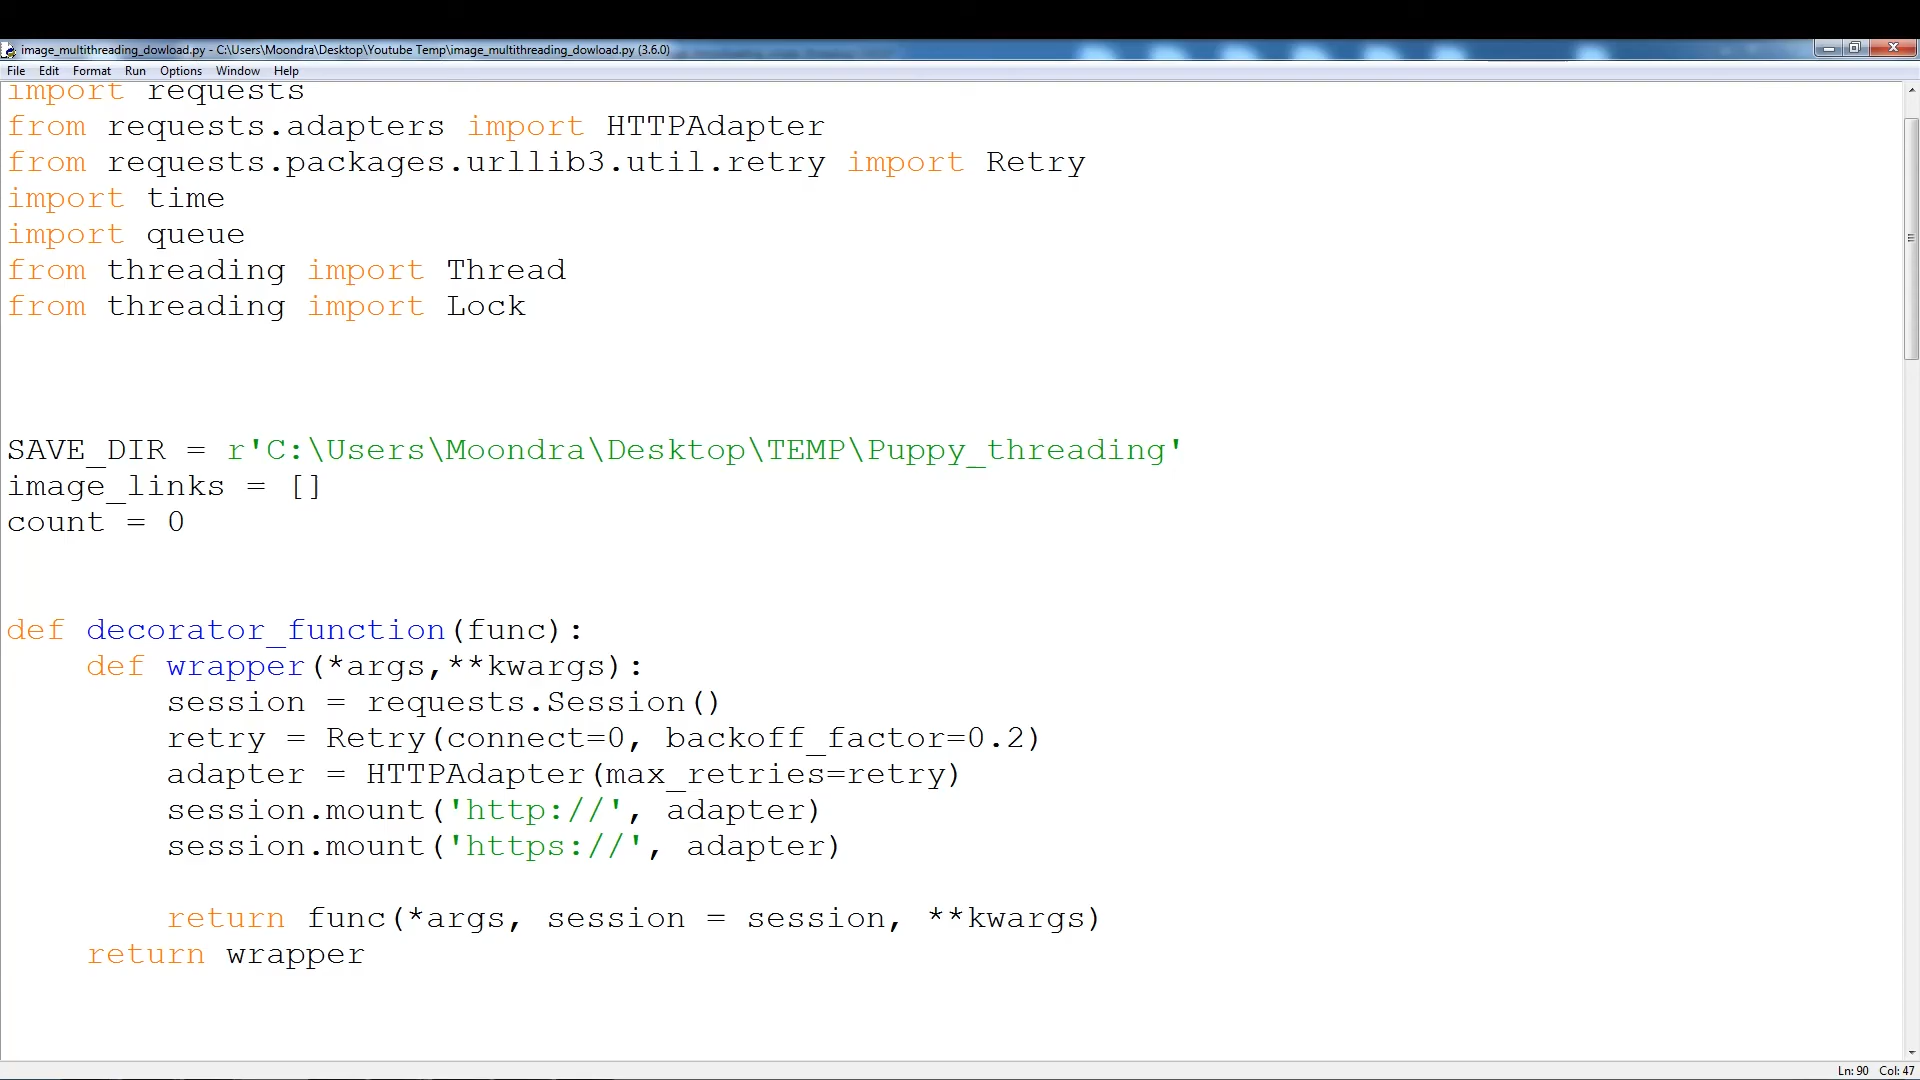 image_multithreading_dowload.py - C:\Users\Moondra\Desktop\Youtube Temp\image_multithreading_dowload.py (3.6.0)
File Edit Format Run Options Window Help
import requests
from requests.adapters import HTTPAdapter
from requests.packages.urllib3.util.retry import Retry
import time
import queue
from threading import Thread
from threading import Lock
SAVE_DIR = r'C:\Users\Moondra\Desktop\TEMP\Puppy_threading'
image_links = []
count = 0
def decorator_function(func):
    def wrapper(*args,**kwargs):
        session = requests.Session()
        retry = Retry(connect=0, backoff_factor=0.2)
        adapter = HTTPAdapter(max_retries=retry)
        session.mount('http://', adapter)
        session.mount('https://', adapter)
        return func(*args, session = session, **kwargs)
    return wrapper
Ln: 90 Col: 47